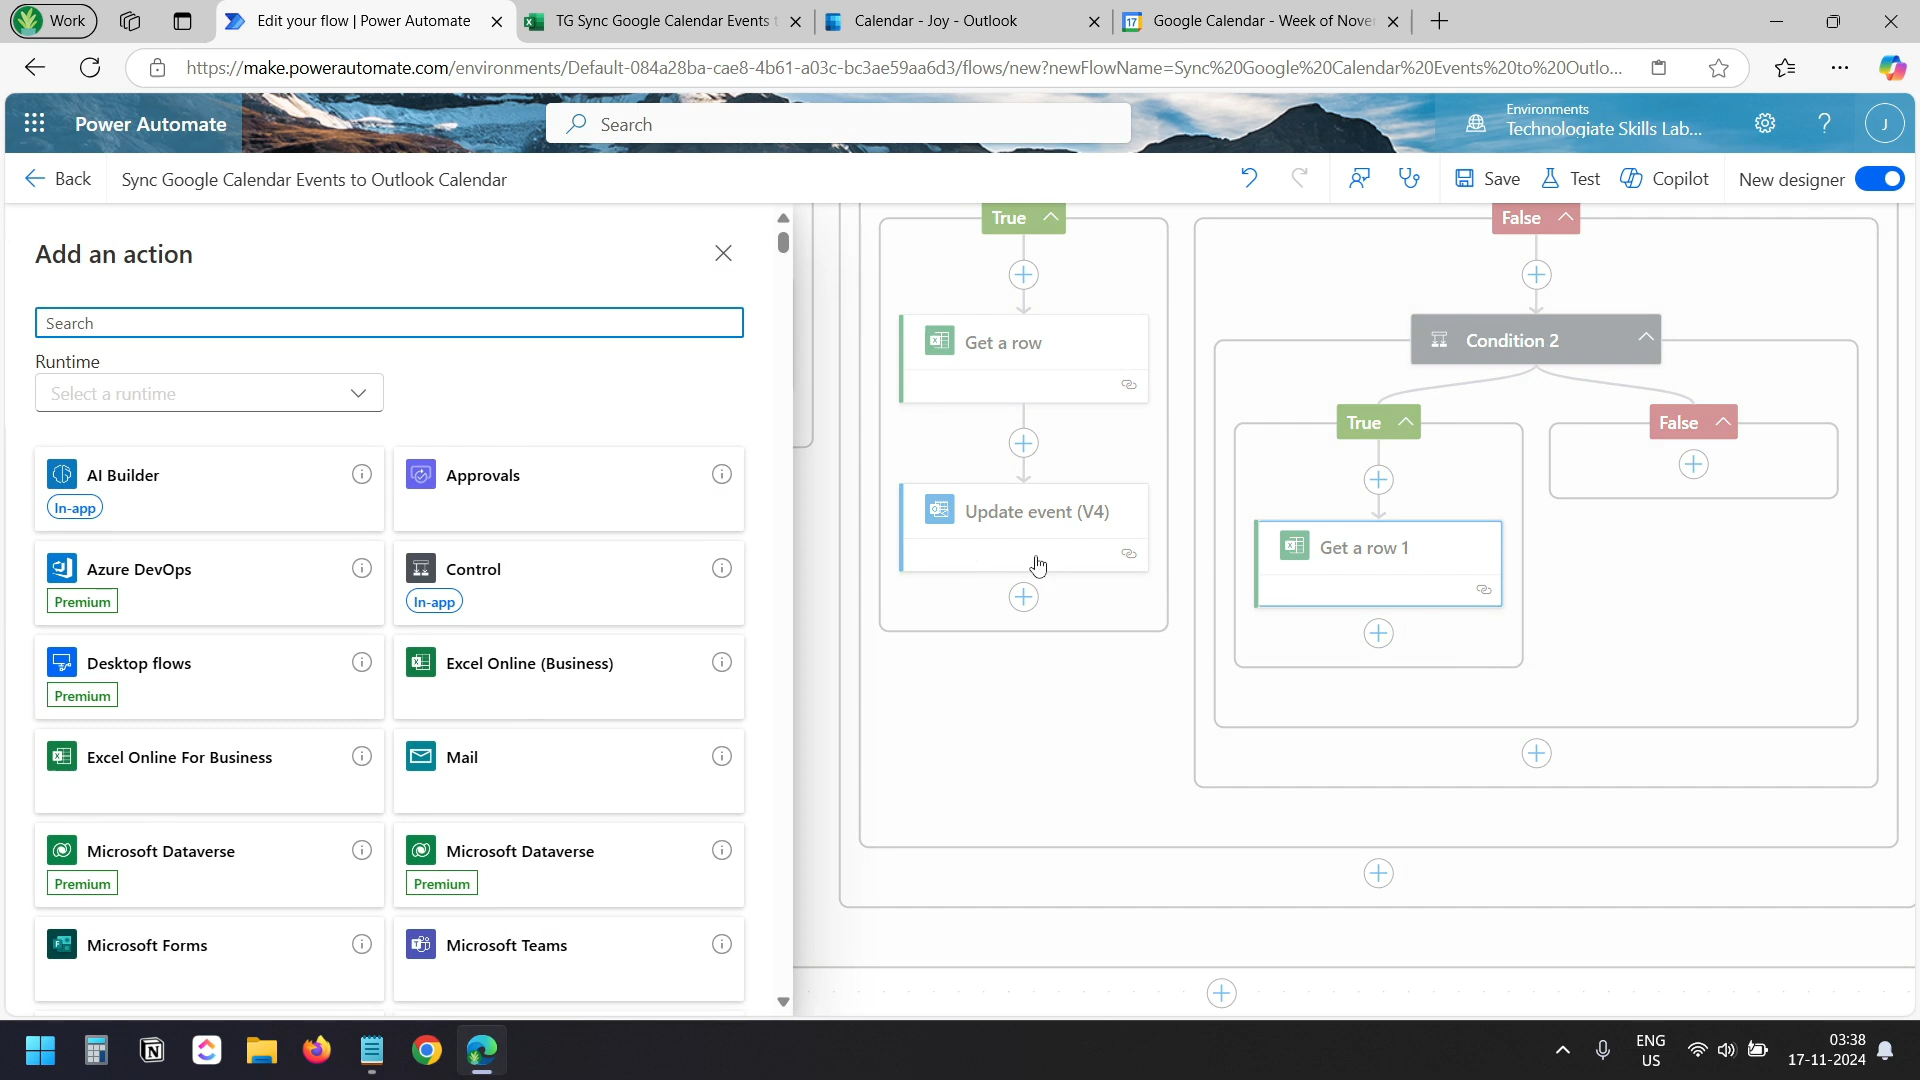 Work
Edit your flow | Power Automate
TG Sync Google Calendar Events
Calendar - Joy - Outlook
17
Google Calendar - Week of Nove
https://make.powerautomate.com/environments/Default-084a28ba-cae8-4b61-a03c-bc3ae59aa6d3/flows/new?newFlowName=Sync%20Google%20Calendar%20Events%20to%20Outlo...
Power Automate
Search
Environments
Technologiate Skills Lab...
J
Back
Sync Google Calendar Events to Outlook Calendar
Save
Test
Copilot
New designer
Add an action
Search
Runtime
Select a runtime
AI Builder
In-app
Approvals
Azure DevOps
Premium
Control
In-app
Desktop flows
Premium
Excel Online (Business)
Excel Online For Business
Mail
Microsoft Dataverse
Premium
Microsoft Dataverse
Premium
Microsoft Forms
Microsoft Teams
True
Get a row
Update event (V4)
False
Condition 2
True
Get a row 1
False
ENG
US
03:38
17-11-2024